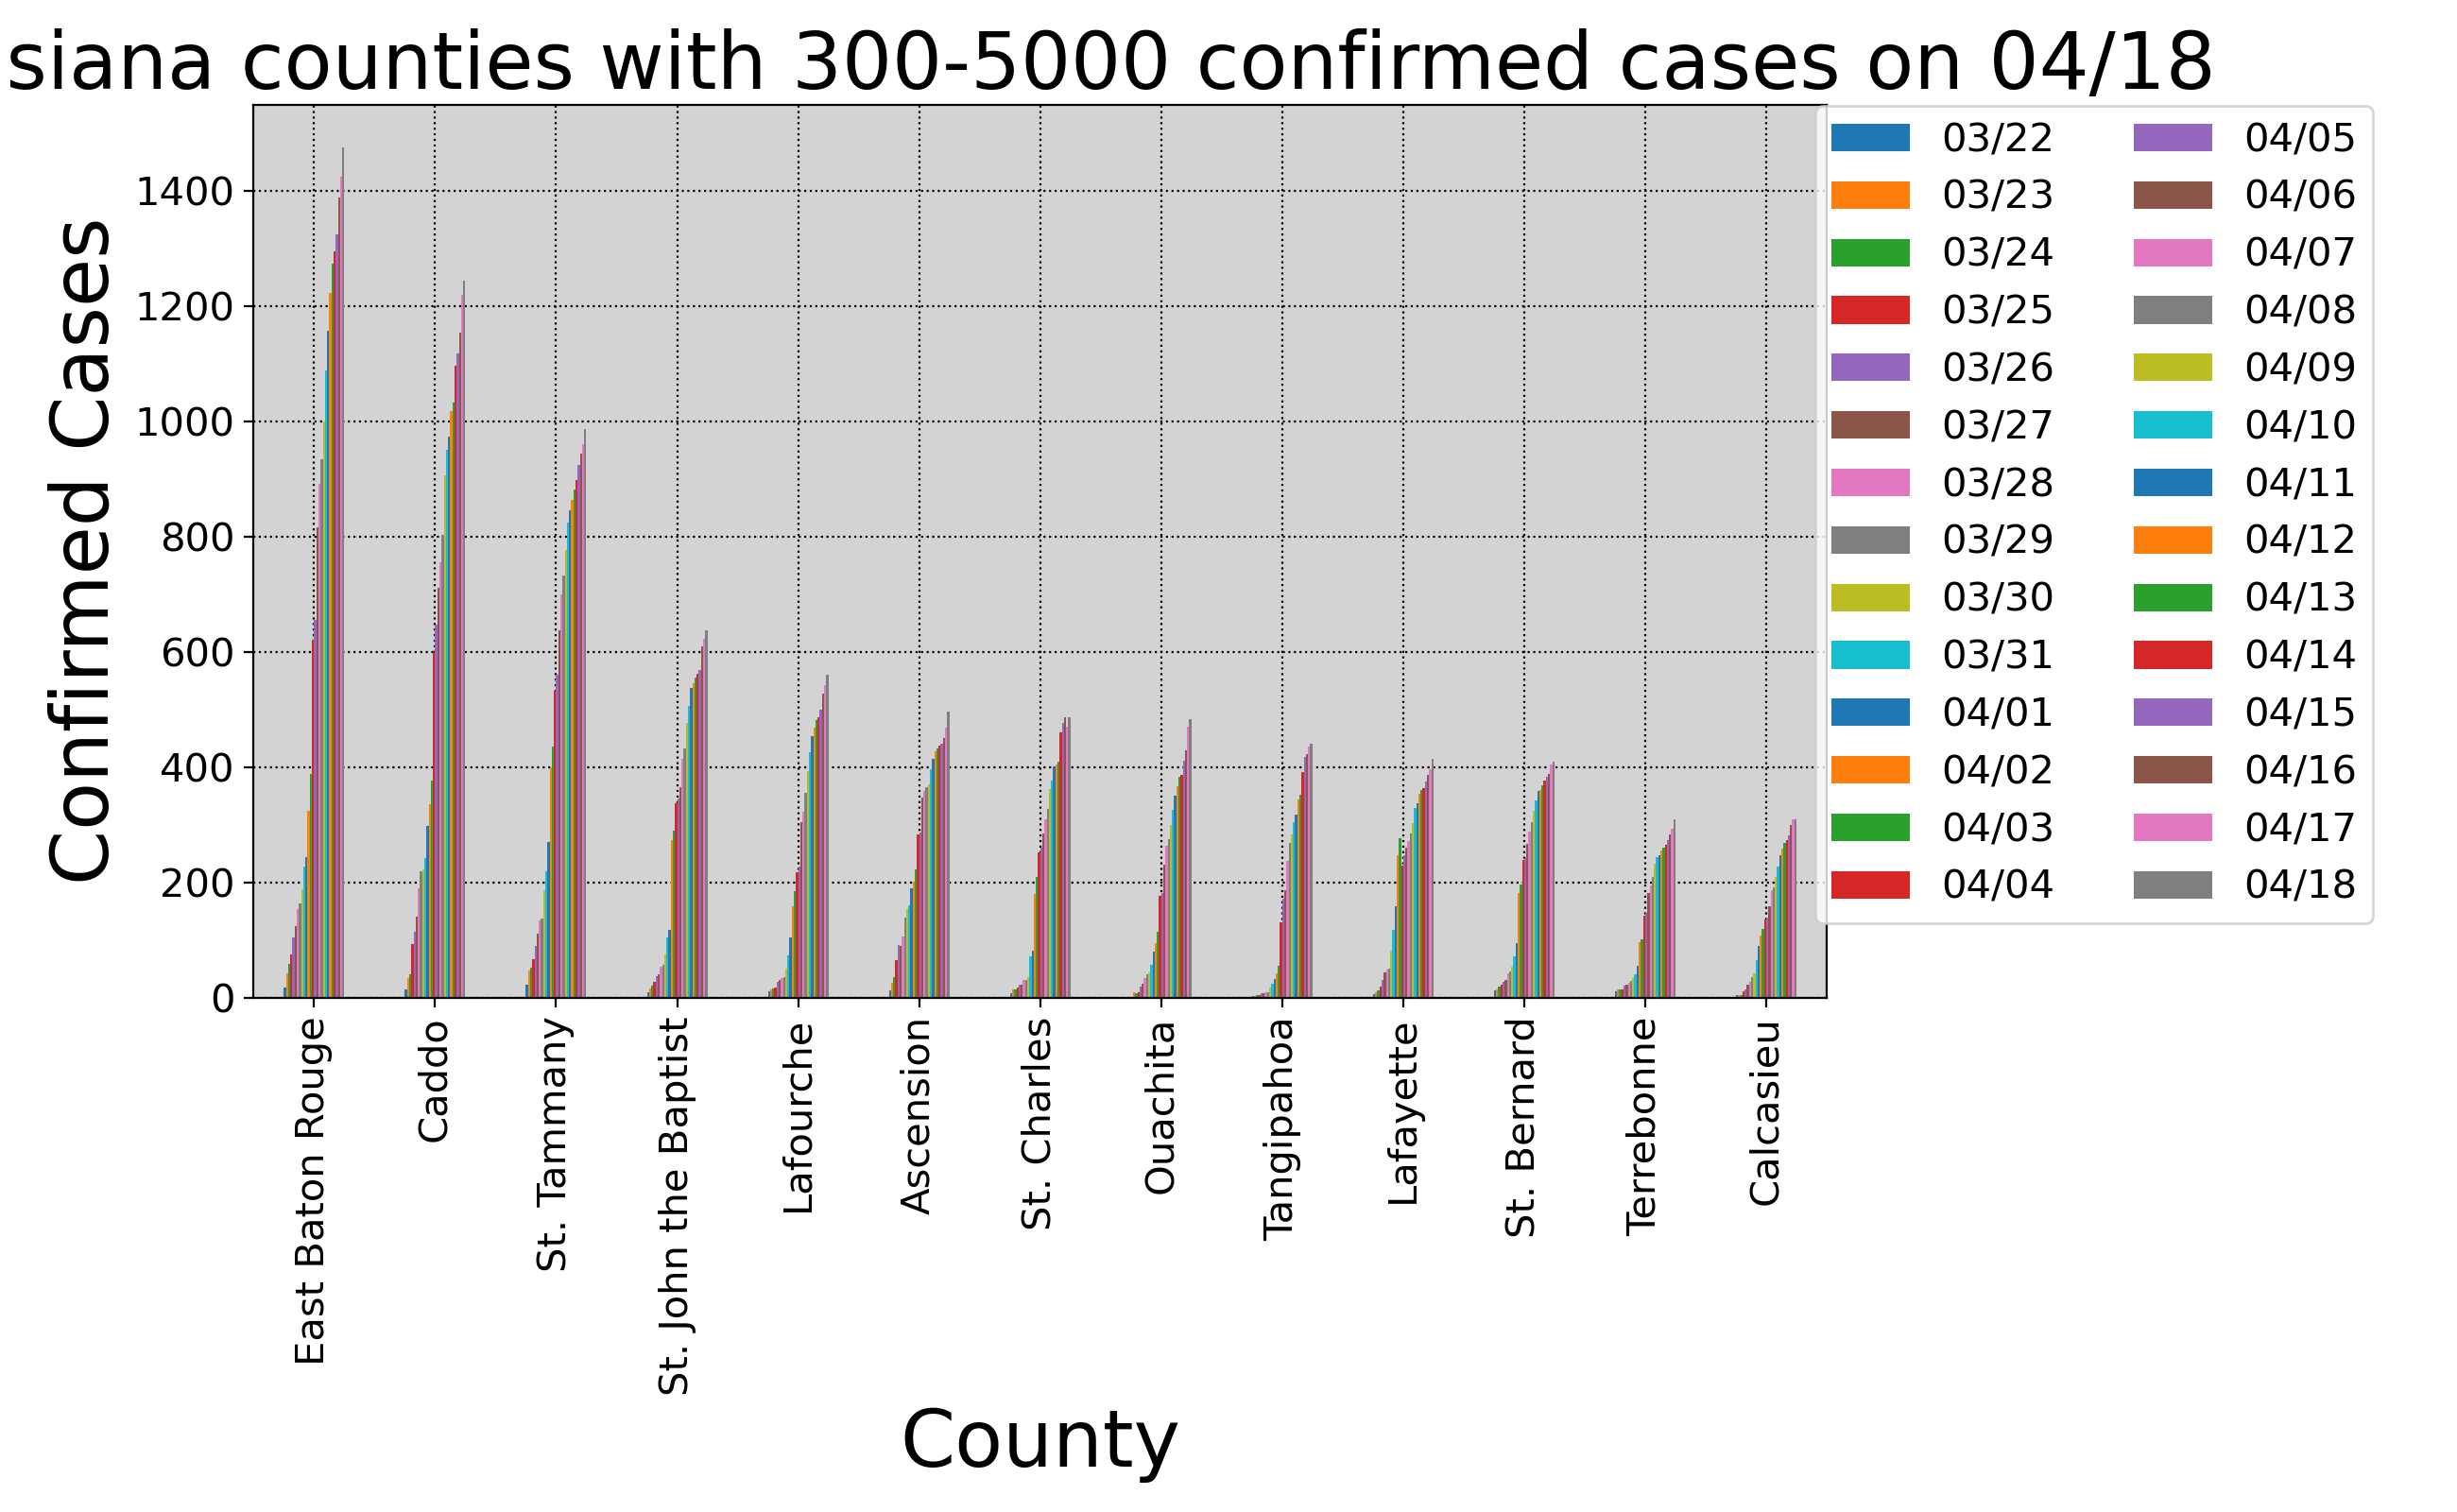 siana counties with 300-5000 confirmed cases on 04/18
Confirmed Cases
1400
1200
1000
800
600
400
200
0
East Baton Rouge
Caddo
St. Tammany
St. John the Baptist
Lafourche
Ascension
St. Charles
Ouachita
Tangipahoa
Lafayette
St. Bernard
Terrebonne
Calcasieu
County
03/22
03/23
03/24
03/25
03/26
03/27
03/28
03/29
03/30
03/31
04/01
04/02
04/03
04/04
04/05
04/06
04/07
04/08
04/09
04/10
04/11
04/12
04/13
04/14
04/15
04/16
04/17
04/18